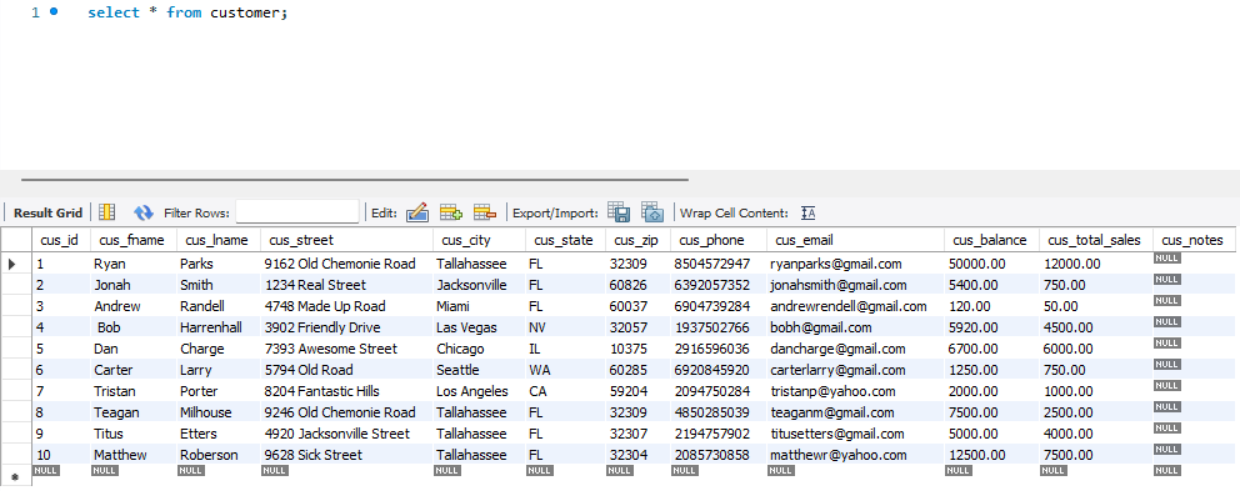 1 select * from customer;
Result Grid Filter Rows: Edit: Export/Import: Wrap Cell Content: IA
cus_id cus_fname cus_lname cus_street cus_city cus_state cus_zip cus_phone cus_email cus_balance cus_total_sales cus_notes
1 Ryan Parks 9162 Old Chemonie Road Tallahassee FL 32309 8504572947 ryanparks@gmail.com 50000.00 12000.00 NULL
2 Jonah Smith 1234 Real Street Jacksonville FL 60826 6392057352 jonahsmith@gmail.com 5400.00 750.00 NULL
3 Andrew Randell 4748 Made Up Road Miami FL 60037 6904739284 andrewrendell@gmail.com 120.00 50.00 NULL
4 Bob Harrenhall 3902 Friendly Drive Las Vegas NV 32057 1937502766 bobh@gmail.com 5920.00 4500.00 NULL
5 Dan Charge 7393 Awesome Street Chicago IL 10375 2916596036 dancharge@gmail.com 6700.00 6000.00 NULL
6 Carter Larry 5794 Old Road Seattle WA 60285 6920845920 carterlarry@gmail.com 1250.00 750.00 NULL
7 Tristan Porter 8204 Fantastic Hills Los Angeles CA 59204 2094750284 tristanp@yahoo.com 2000.00 1000.00 NULL
8 Teagan Milhouse 9246 Old Chemonie Road Tallahassee FL 32309 4850285039 teaganm@gmail.com 7500.00 2500.00 NULL
9 Titus Etters 4920 Jacksonville Street Tallahassee FL 32307 2194757902 titusetters@gmail.com 5000.00 4000.00 NULL
10 Matthew Roberson 9628 Sick Street Tallahassee FL 32304 2085730858 matthewr@yahoo.com 12500.00 7500.00 NULL
NULL NULL NULL NULL NULL NULL NULL NULL NULL NULL NULL NULL